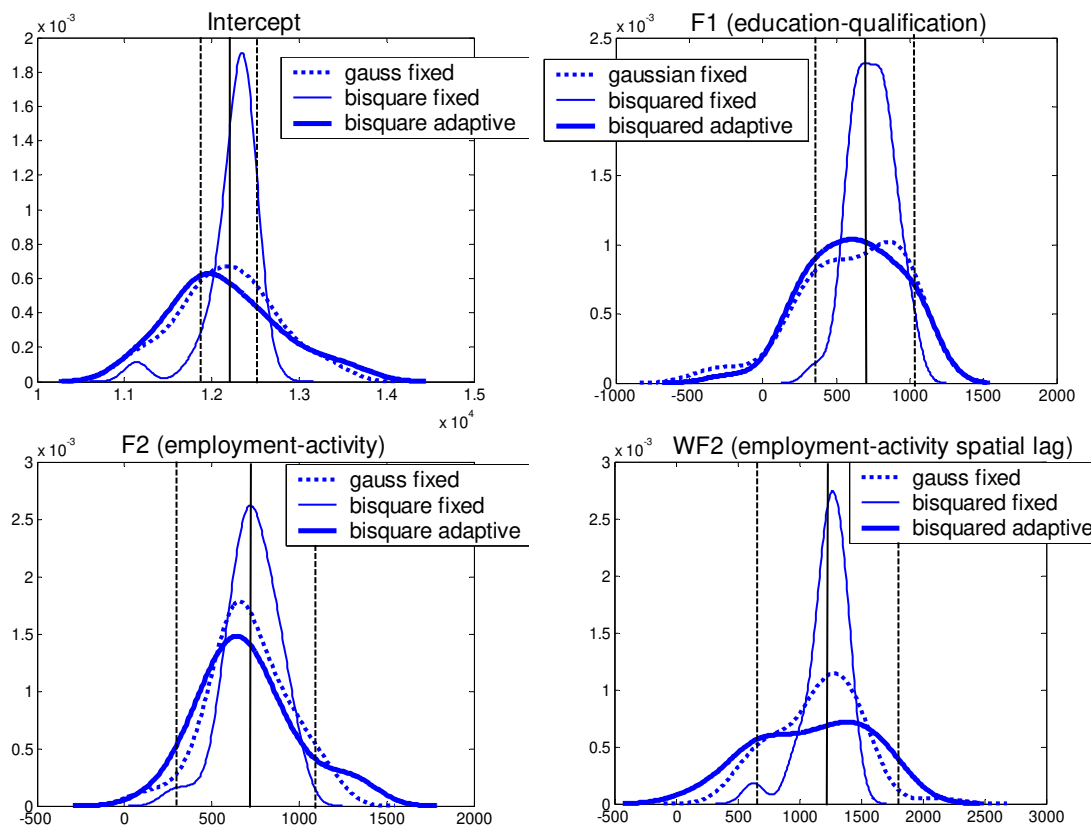 x 10-3
Intercept
2
1.8
1.6
1.4
1.2
1
0.8
0.6
0.4
0.2
0
gauss fixed
bisquare fixed
bisquare adaptive
1
1.1
1.2
1.3
1.4
1.5
x 10 4
x 10-3
F1 (education-qualification)
2.5
2
1.5
1
0.5
0
gaussian fixed
bisquared fixed
bisquared adaptive
-1000
-500
0
500
1000
1500
2000
x 10-3
F2 (employment-activity)
3
2.5
2
1.5
1
0.5
0
gauss fixed
bisquare fixed
bisquare adaptive
-500
0
500
1000
1500
2000
x 10-3
WF2 (employment-activity spatial lag)
3
2.5
2
1.5
1
0.5
0
gauss fixed
bisquared fixed
bisquared adaptive
-500
0
500
1000
1500
2000
2500
3000